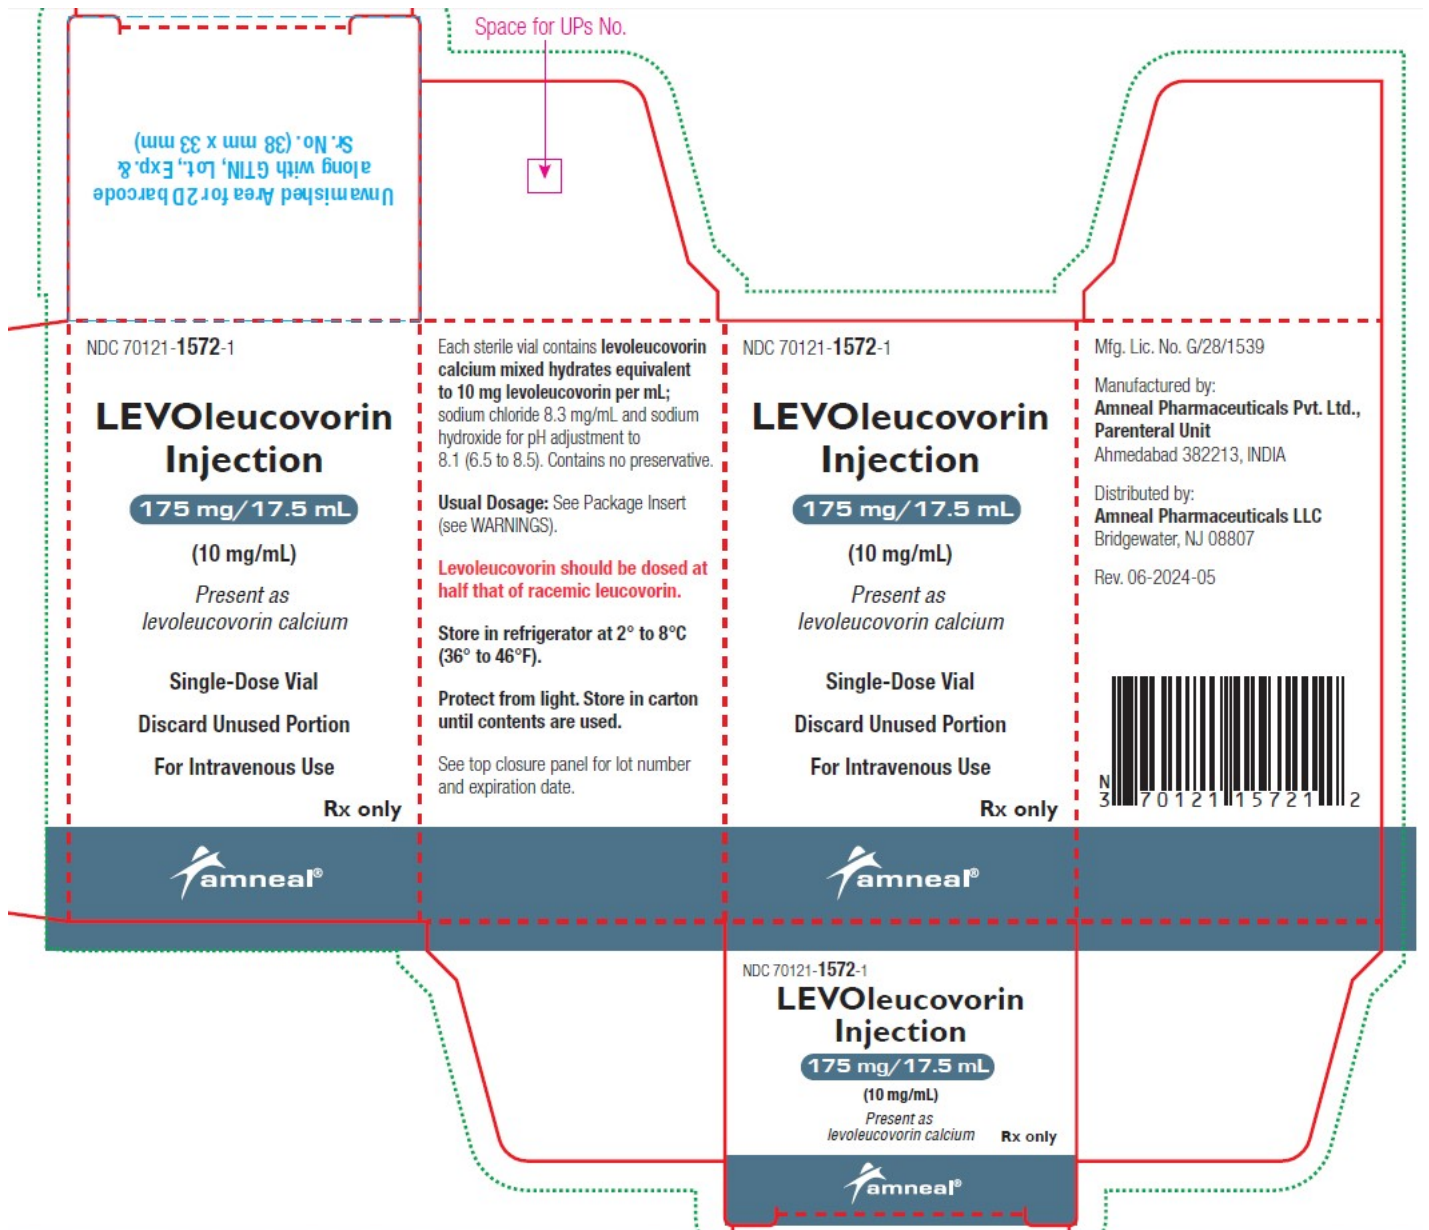 Space for UPs No.
Unvarnished Area for 2D barcode
along with GTIN, Lot., Exp. &
Sr. No. (38 mm x 33 mm)
NDC 70121-1572-1
LEVOleucovorin
Injection
175 mg/17.5 mL
(10 mg/mL)
Present as
levoleucovorin calcium
Single-Dose Vial
Discard Unused Portion
For Intravenous Use
Rx only
amneal®
Each sterile vial contains levoleucovorin
calcium mixed hydrates equivalent
to 10 mg levoleucovorin per mL;
sodium chloride 8.3 mg/mL and sodium
hydroxide for pH adjustment to
8.1 (6.5 to 8.5). Contains no preservative.
Usual Dosage: See Package Insert
(see WARNINGS).
Levoleucovorin should be dosed at
half that of racemic leucovorin.
Store in refrigerator at 2° to 8°C
(36° to 46°F).
Protect from light. Store in carton
until contents are used.
See top closure panel for lot number
and expiration date.
NDC 70121-1572-1
LEVOleucovorin
Injection
175 mg/17.5 mL
(10 mg/mL)
Present as
levoleucovorin calcium
Single-Dose Vial
Discard Unused Portion
For Intravenous Use
Rx only
amneal®
Mfg. Lic. No. G/28/1539
Manufactured by:
Amneal Pharmaceuticals Pvt. Ltd.,
Parenteral Unit
Ahmedabad 382213, INDIA
Distributed by:
Amneal Pharmaceuticals LLC
Bridgewater, NJ 08807
Rev. 06-2024-05
N
3 70121 15721 2
NDC 70121-1572-1
LEVOleucovorin
Injection
175 mg/17.5 mL
(10 mg/mL)
Present as
levoleucovorin calcium
Rx only
amneal®